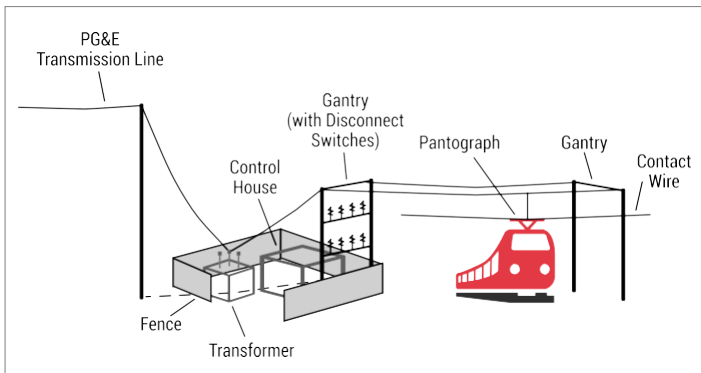 PG&E
Transmission Line
Gantry
(with Disconnect
Switches)
Pantograph
Gantry
Contact
Wire
Control
House
Fence
Transformer